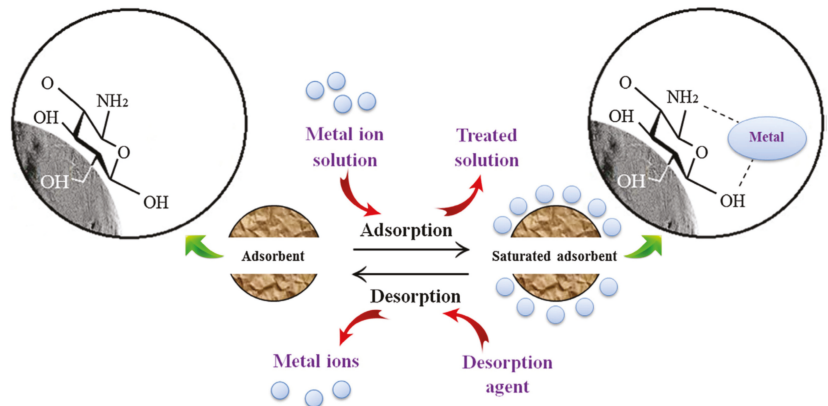 O
NH2
OH
O
OH
OH
Metal ion
solution
Treated
solution
O
NH2
Metal
OH
O
OH
OH
Adsorption
Adsorbent
Saturated adsorbent
Desorption
Metal ions
Desorption
agent